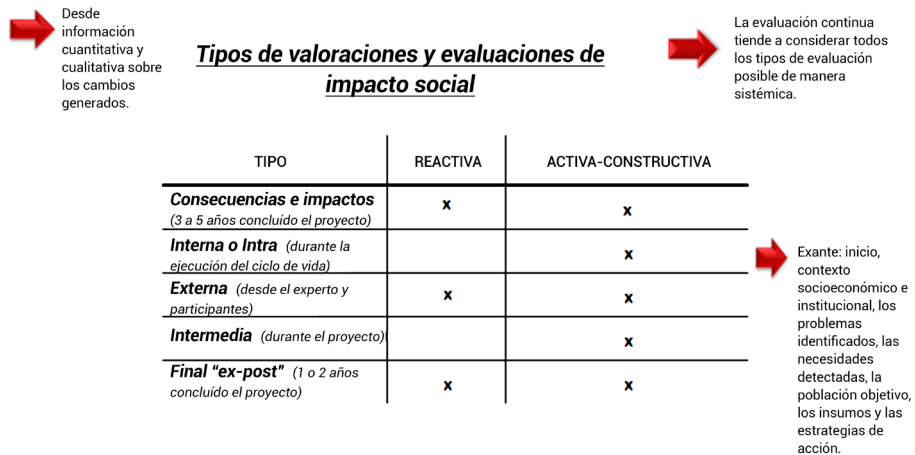 Desde
información
cuantitativa y
cualitativa sobre
los cambios
generados.
Tipos de valoraciones y evaluaciones de
impacto social
La evaluación continua
tiende a considerar todos
los tipos de evaluación
posible de manera
sistémica.
TIPO REACTIVA ACTIVA-CONSTRUCTIVA
Consecuencias e impactos x x
(3 a 5 años concluído el proyecto)
Interna o Intra (durante la x
ejecución del ciclo de vida)
Externa (desde el experto y x x
participantes)
Intermedia (durante el proyecto) x
Final “ex-post” (1 o 2 años x x
concluído el proyecto)
Exante: inicio,
contexto
socioeconómico e
institucional, los
problemas
identificados, las
necesidades
detectadas, la
población objetivo,
los insumos y las
estrategias de
acción.